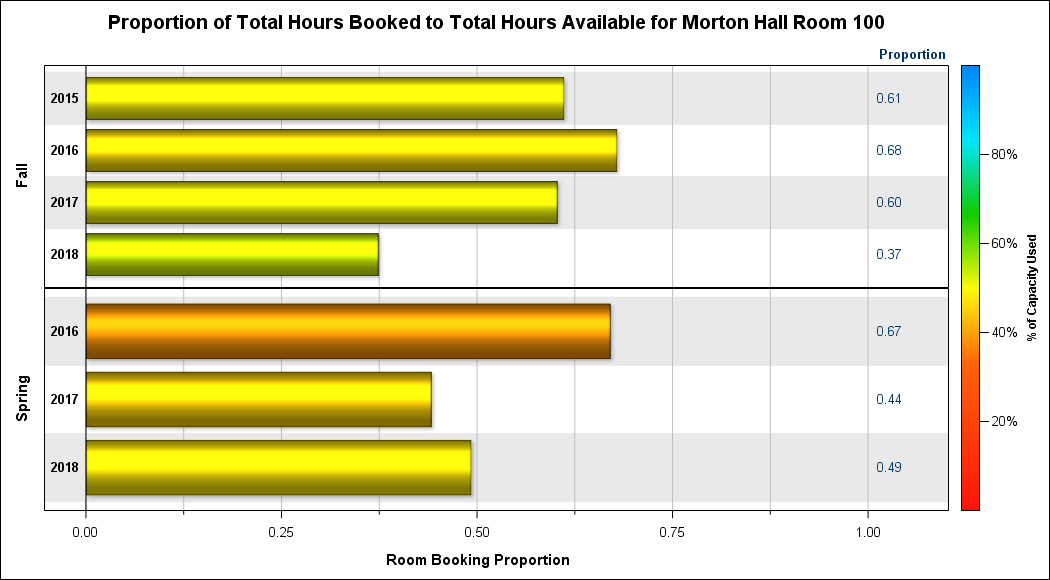 Proportion of Total Hours Booked to Total Hours Available for Morton Hall Room 100
Proportion
Fall
2015 0.61
2016 0.68
2017 0.60
2018 0.37
Spring
2016 0.67
2017 0.44
2018 0.49
0.00 0.25 0.50 0.75 1.00
Room Booking Proportion
80%
60%
40%
20%
% of Capacity Used